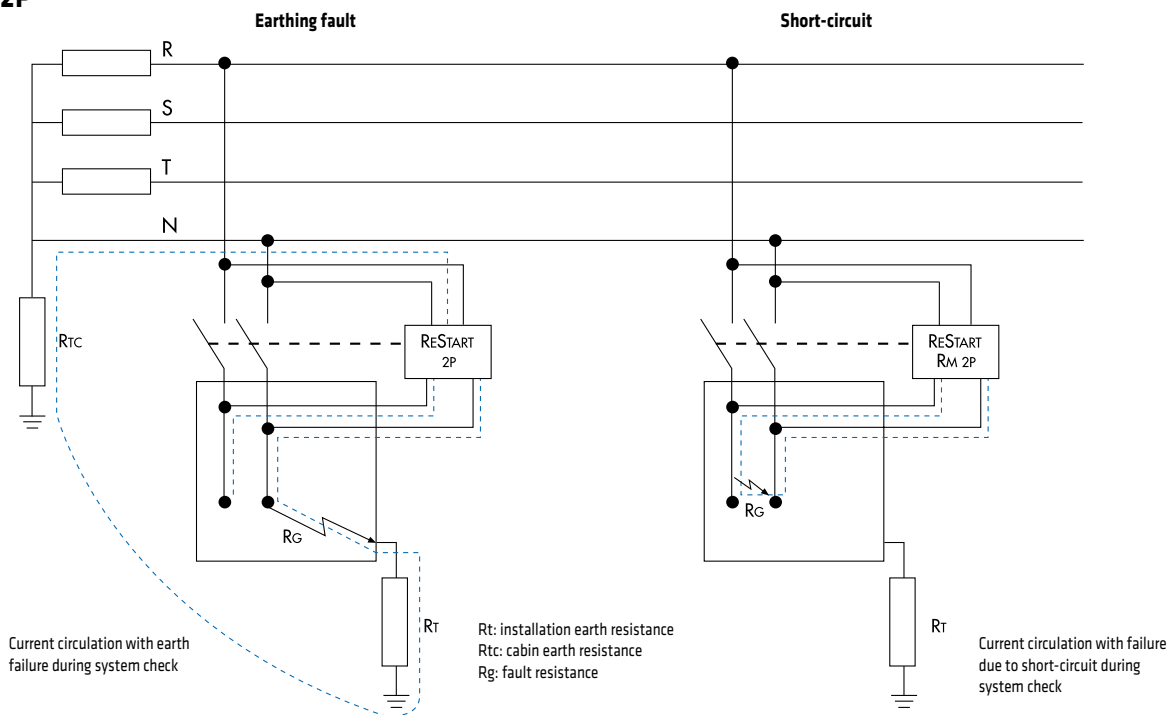 2P
Earthing fault
Short-circuit
R
S
T
N
RTC
RESTART
2P
RESTART
RM 2P
RG
RG
RT
RT
Current circulation with earth
failure during system check
Rt: installation earth resistance
Rtc: cabin earth resistance
Rg: fault resistance
Current circulation with failure
due to short-circuit during
system check